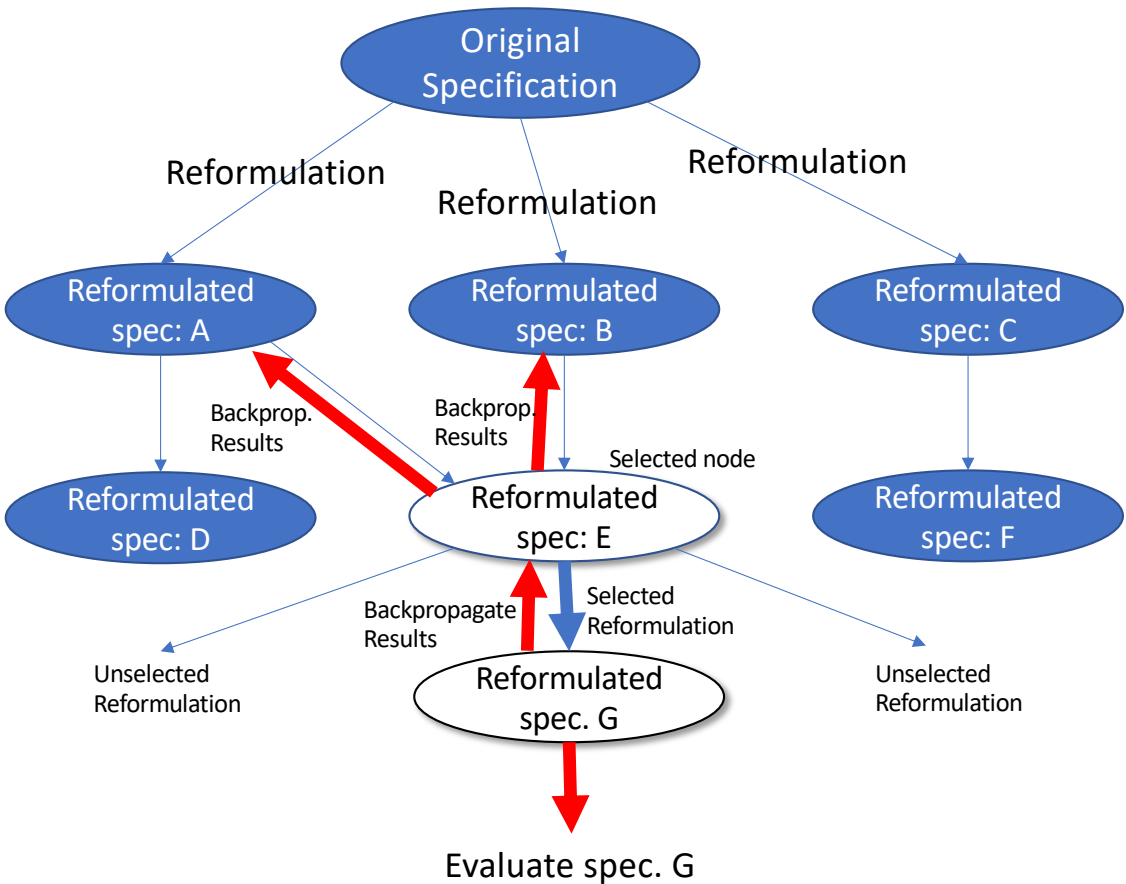 Original
Specification
Reformulation
Reformulation
Reformulation
Reformulated
spec: A
Reformulated
spec: B
Reformulated
spec: C
Backprop.
Results
Backprop.
Results
Selected node
Reformulated
spec: D
Reformulated
spec: E
Reformulated
spec: F
Backpropagate
Results
Selected
Reformulation
Unselected
Reformulation
Unselected
Reformulation
Reformulated
spec. G
Evaluate spec. G